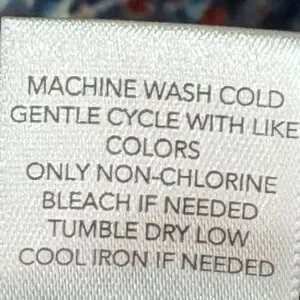 MACHINE WASH COLD
GENTLE CYCLE WITH LIKE
COLORS
ONLY NON-CHLORINE
BLEACH IF NEEDED
TUMBLE DRY LOW
COOL IRON IF NEEDED